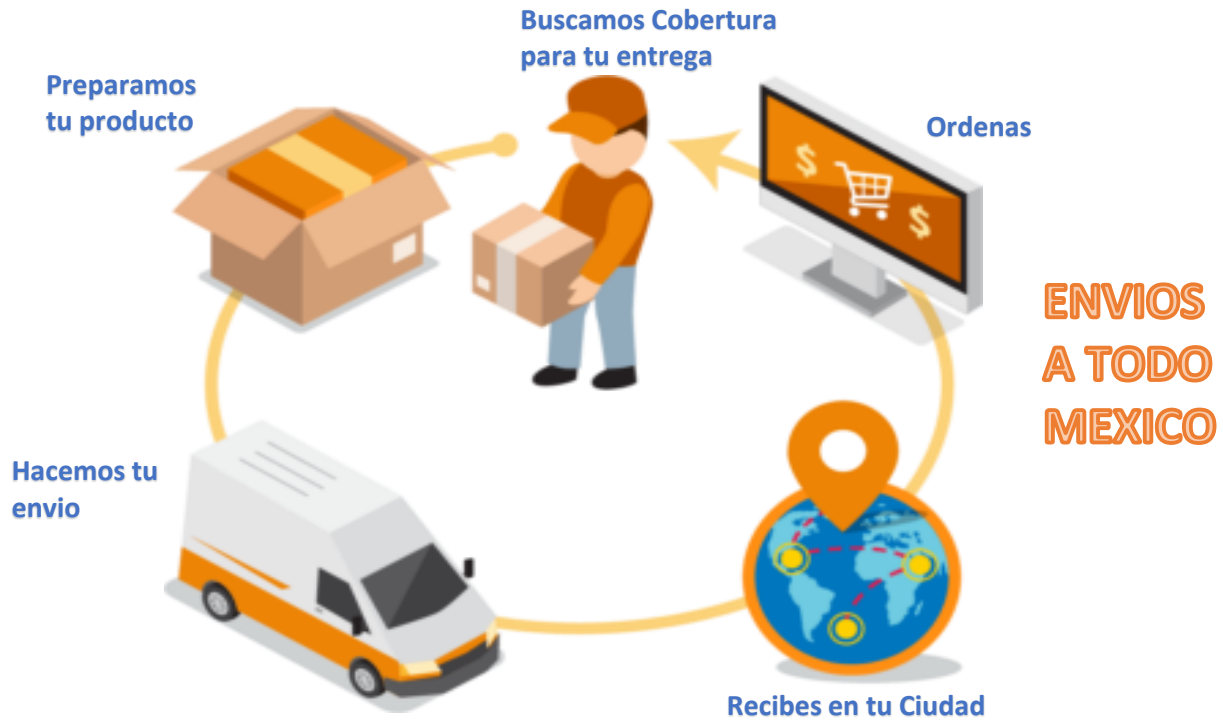 Buscamos Cobertura
para tu entrega
Preparamos
tu producto
Ordenas
$
$
ENVIOS
A TODO
MEXICO
Hacemos tu
envio
Recibes en tu Ciudad